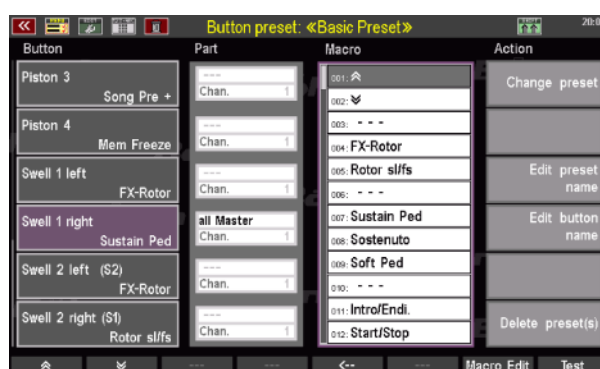 Button preset: «Basic Preset»
20:0
Button
Part
Macro
Action
Piston 3
Song Pre +
---
Chan. 1
Piston 4
Mem Freeze
---
Chan. 1
Swell 1 left
FX-Rotor
---
Chan. 1
Swell 1 right
Sustain Ped
all Master
Chan. 1
Swell 2 left (S2)
FX-Rotor
---
Chan. 1
Swell 2 right (S1)
Rotor sl/fs
---
Chan. 1
001:
002:
003: - - -
004: FX-Rotor
005: Rotor sl/fs
006: - - -
007: Sustain Ped
008: Sostenuto
009: Soft Ped
010: - - -
011: Intro/Endi.
012: Start/Stop
Change preset
Edit preset
name
Edit button
name
Delete preset(s)
--- --- <-- --- Macro Edit Test